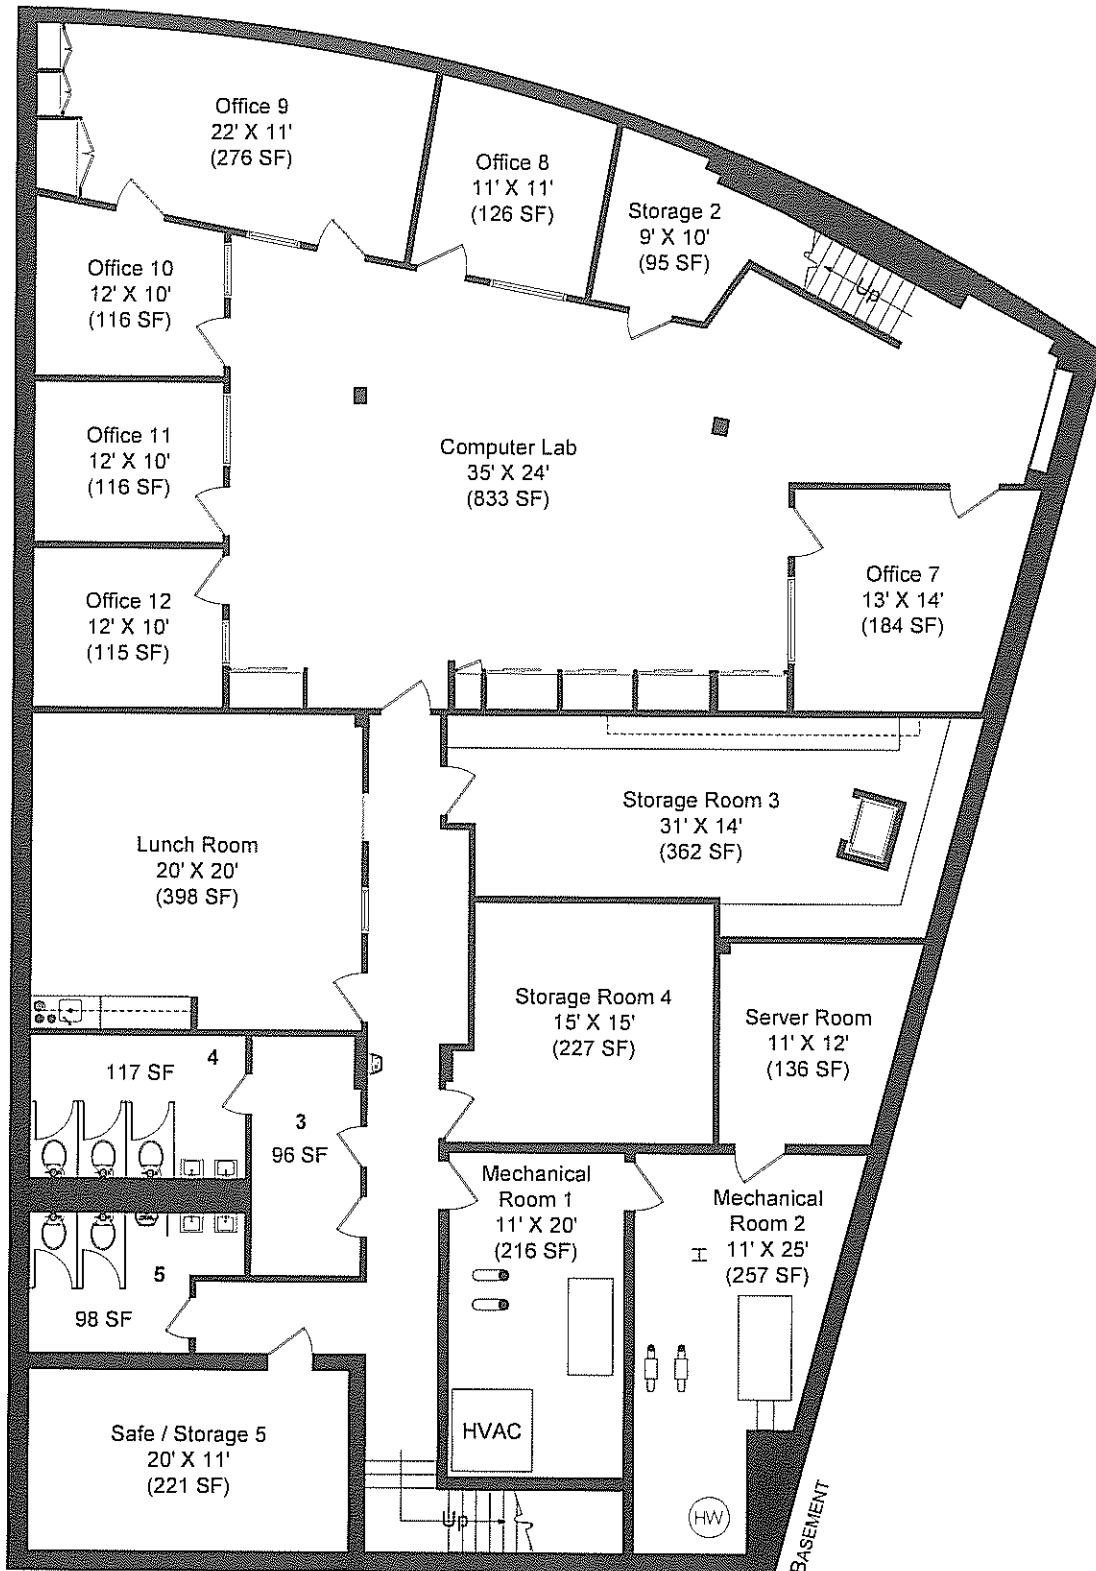 Office 9
22' X 11'
(276 SF)
Office 8
11' X 11'
(126 SF)
Storage 2
9' X 10'
(95 SF)
Up
Office 10
12' X 10'
(116 SF)
Office 11
12' X 10'
(116 SF)
Computer Lab
35' X 24'
(833 SF)
Office 12
12' X 10'
(115 SF)
Office 7
13' X 14'
(184 SF)
Lunch Room
20' X 20'
(398 SF)
Storage Room 3
31' X 14'
(362 SF)
Storage Room 4
15' X 15'
(227 SF)
Server Room
11' X 12'
(136 SF)
4
117 SF
3
96 SF
Mechanical
Room 1
11' X 20'
(216 SF)
Mechanical
Room 2
11' X 25'
(257 SF)
5
98 SF
Safe / Storage 5
20' X 11'
(221 SF)
HVAC
Up
HW
BASEMENT